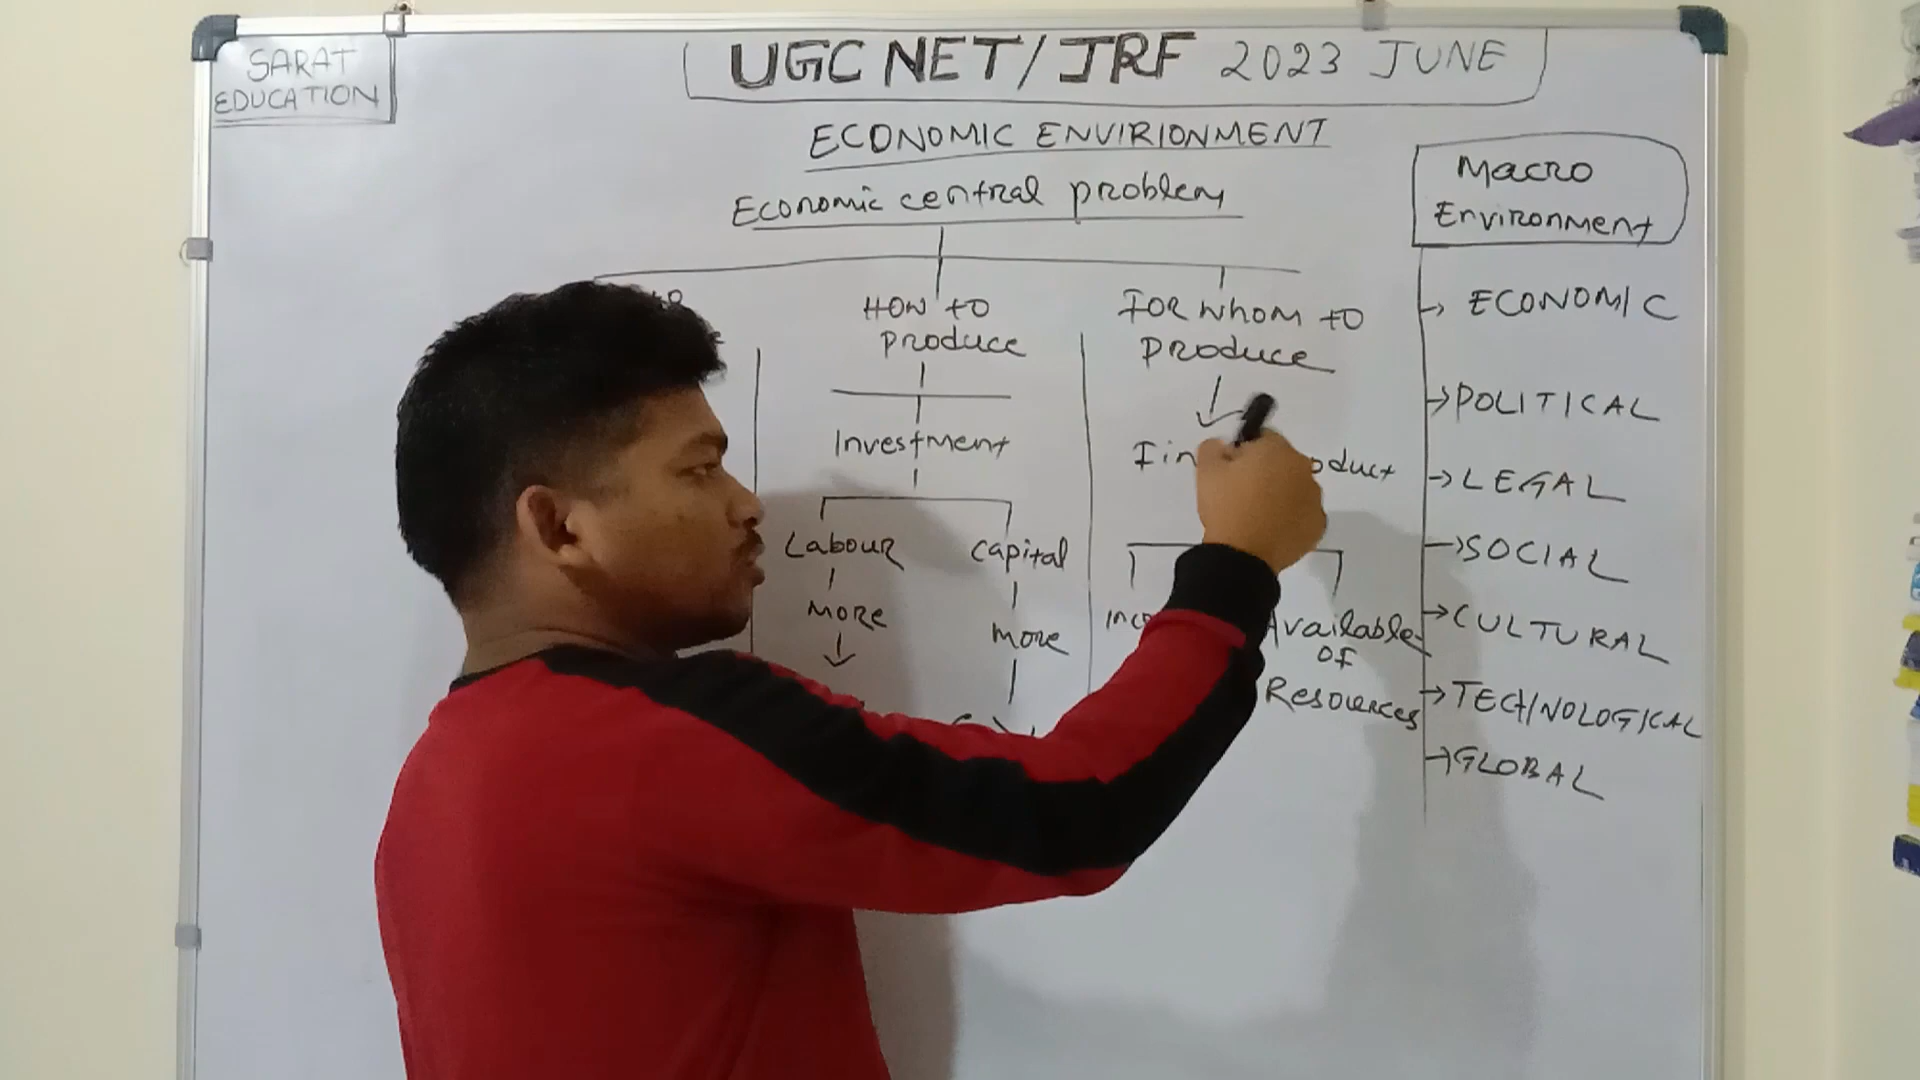 SARAT
EDUCATION
UGC NET/JRF 2023 JUNE
ECONOMIC ENVIRIONMENT
Economic central problem
HOW to
produce
Investment
Labour
capital
MORE
more
FOR whom to
produce
Available
OF
Resources
Macro
Environment
ECONOMIC
POLITICAL
LEGAL
SOCIAL
CULTURAL
TECHNOLOGICAL
GLOBAL